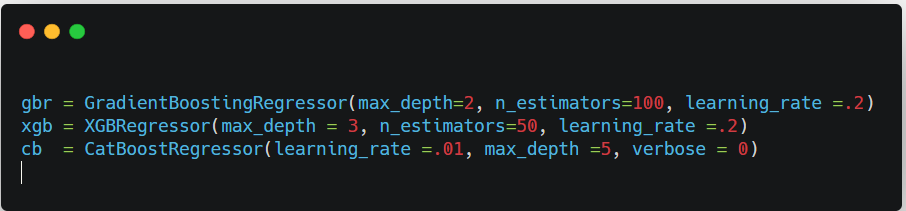 gbr = GradientBoostingRegressor(max_depth=2, n_estimators=100, learning_rate =.2)
xgb = XGBRegressor(max_depth = 3, n_estimators=50, learning_rate =.2)
cb  = CatBoostRegressor(learning_rate =.01, max_depth =5, verbose = 0)